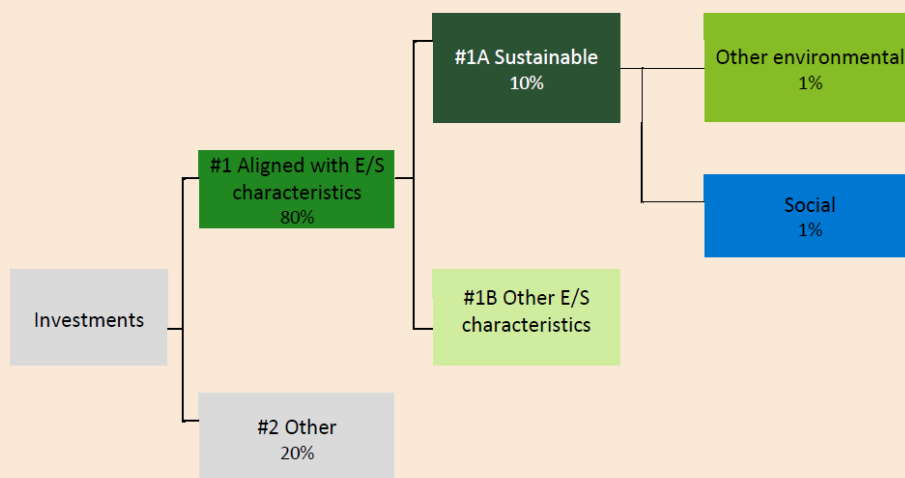 Investments
#1 Aligned with E/S
characteristics
80%
#2 Other
20%
#1A Sustainable
10%
#1B Other E/S
characteristics
Other environmental
1%
Social
1%